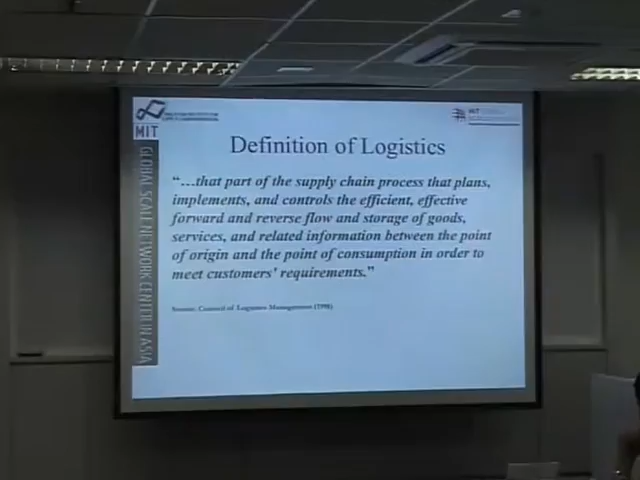 MIT
MIT
Definition of Logistics
“…that part of the supply chain process that plans,
implements, and controls the efficient, effective
forward and reverse flow and storage of goods,
services, and related information between the point
of origin and the point of consumption in order to
meet customers’ requirements.”
Source: Council of Logistics Management (1998)
GLOBAL SCALE NETWORK CENTER IN ASIA